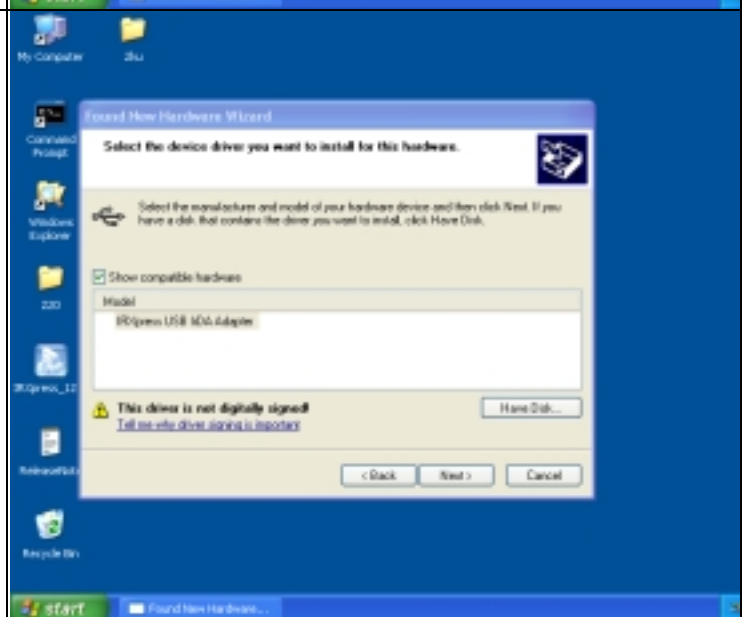 start
My Computer
Command
Prompt
Windows
Explorer
220
Recycle Bin
Found New Hardware Wizard
Select the device driver you want to install for this hardware.
Select the manufacturer and model of your hardware device and then click Next. If you
have a disk that contains the driver you want to install, click Have Disk.
Show compatible hardware
Model
IRXpress USB IrDA Adapter
This driver is not digitally signed!
Tell me why driver signing is important
Have Disk...
< Back
Next >
Cancel
start
Found New Hardware...